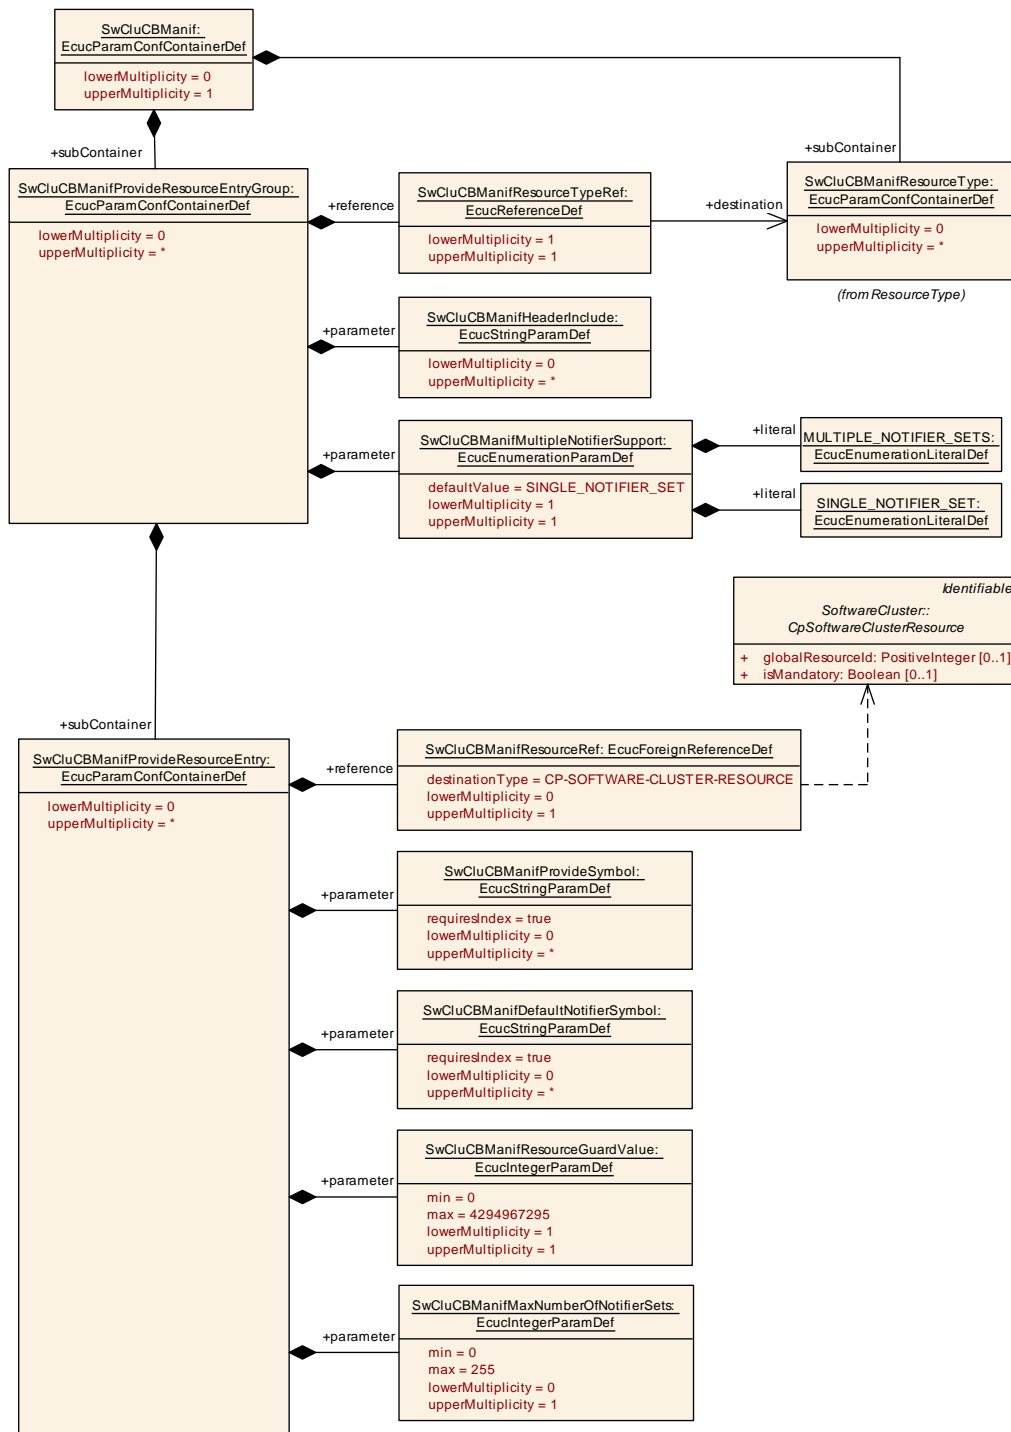 SwCluCBManif:
EcucParamConfContainerDef
lowerMultiplicity = 0
upperMultiplicity = 1
+subContainer
+subContainer
SwCluCBManifProvideResourceEntryGroup:
EcucParamConfContainerDef
lowerMultiplicity = 0
upperMultiplicity = *
+reference
SwCluCBManifResourceTypeRef:
EcucReferenceDef
lowerMultiplicity = 1
upperMultiplicity = 1
+destination
SwCluCBManifResourceType:
EcucParamConfContainerDef
lowerMultiplicity = 0
upperMultiplicity = *
(from ResourceType)
+parameter
SwCluCBManifHeaderInclude:
EcucStringParamDef
lowerMultiplicity = 0
upperMultiplicity = *
+parameter
SwCluCBManifMultipleNotifierSupport:
EcucEnumerationParamDef
defaultValue = SINGLE_NOTIFIER_SET
lowerMultiplicity = 1
upperMultiplicity = 1
+literal
MULTIPLE_NOTIFIER_SETS:
EcucEnumerationLiteralDef
+literal
SINGLE_NOTIFIER_SET:
EcucEnumerationLiteralDef
Identifiable
SoftwareCluster::
CpSoftwareClusterResource
+ globalResourceId: PositiveInteger [0..1]
+ isMandatory: Boolean [0..1]
+subContainer
SwCluCBManifProvideResourceEntry:
EcucParamConfContainerDef
lowerMultiplicity = 0
upperMultiplicity = *
+reference
SwCluCBManifResourceRef: EcucForeignReferenceDef
destinationType = CP-SOFTWARE-CLUSTER-RESOURCE
lowerMultiplicity = 0
upperMultiplicity = 1
+parameter
SwCluCBManifProvideSymbol:
EcucStringParamDef
requiresIndex = true
lowerMultiplicity = 0
upperMultiplicity = *
+parameter
SwCluCBManifDefaultNotifierSymbol:
EcucStringParamDef
requiresIndex = true
lowerMultiplicity = 0
upperMultiplicity = *
+parameter
SwCluCBManifResourceGuardValue:
EcucIntegerParamDef
min = 0
max = 4294967295
lowerMultiplicity = 1
upperMultiplicity = 1
+parameter
SwCluCBManifMaxNumberOfNotifierSets:
EcucIntegerParamDef
min = 0
max = 255
lowerMultiplicity = 0
upperMultiplicity = 1